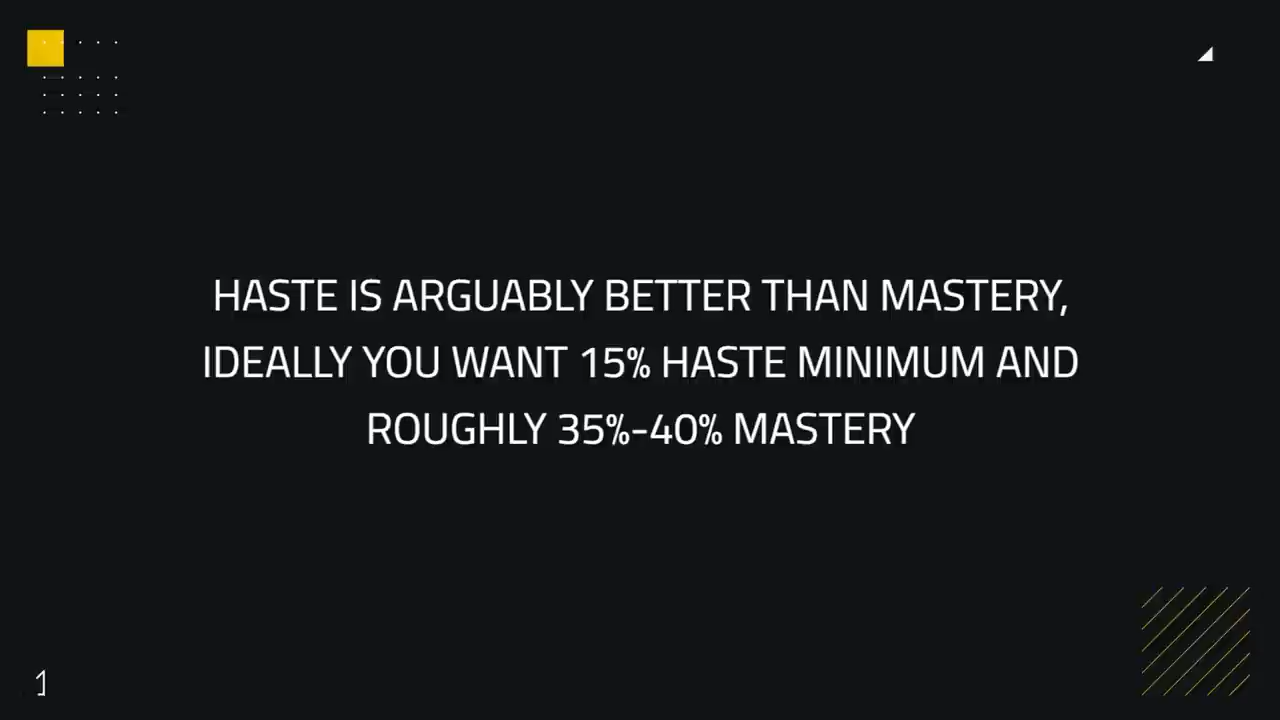 HASTE IS ARGUABLY BETTER THAN MASTERY,
IDEALLY YOU WANT 15% HASTE MINIMUM AND
ROUGHLY 35%-40% MASTERY
1